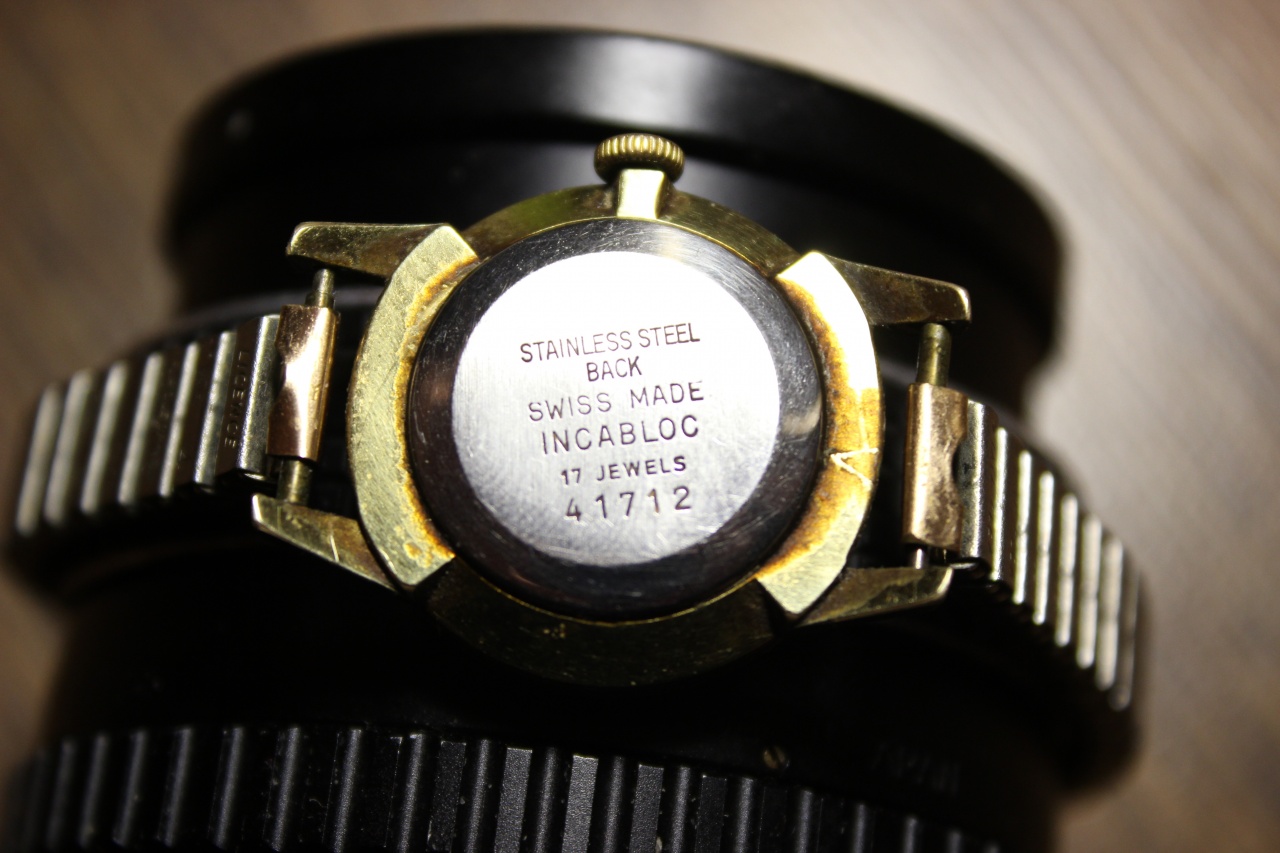 STAINLESS STEEL
BACK
SWISS MADE
INCABLOC
17 JEWELS
41712